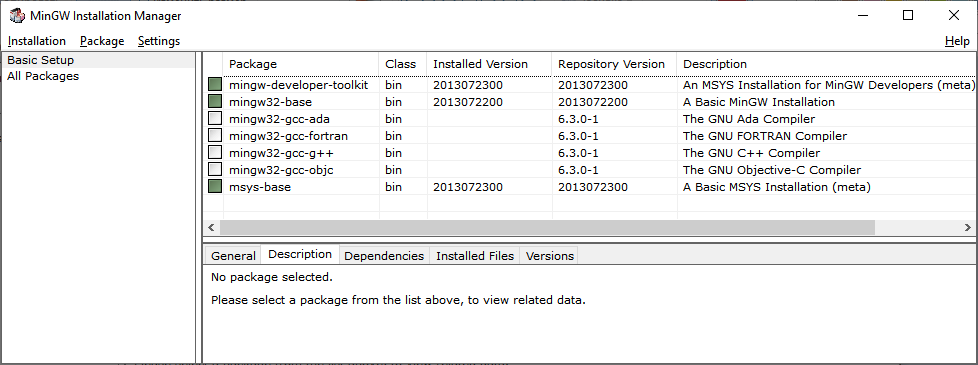 MinGW Installation Manager
Installation Package Settings Help
Basic Setup
All Packages
Package Class Installed Version Repository Version Description
mingw-developer-toolkit bin 2013072300 2013072300 An MSYS Installation for MinGW Developers (meta)
mingw32-base bin 2013072200 2013072200 A Basic MinGW Installation
mingw32-gcc-ada bin 6.3.0-1 The GNU Ada Compiler
mingw32-gcc-fortran bin 6.3.0-1 The GNU FORTRAN Compiler
mingw32-gcc-g++ bin 6.3.0-1 The GNU C++ Compiler
mingw32-gcc-objc bin 6.3.0-1 The GNU Objective-C Compiler
msys-base bin 2013072300 2013072300 A Basic MSYS Installation (meta)
General Description Dependencies Installed Files Versions
No package selected.
Please select a package from the list above, to view related data.